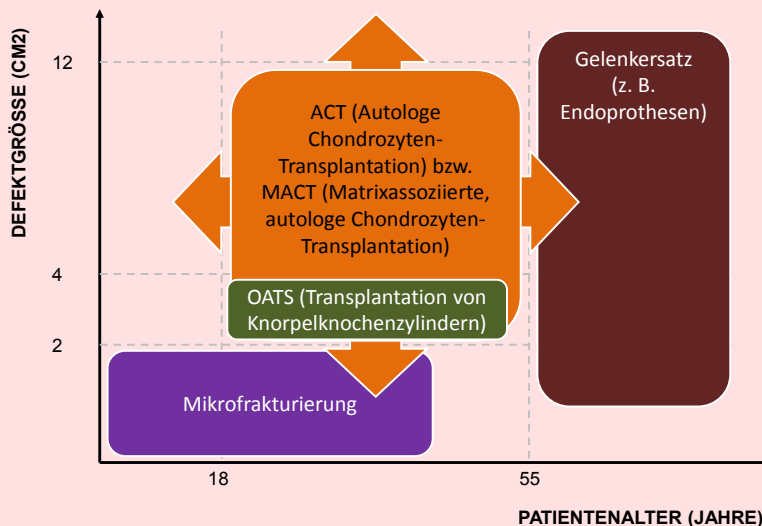 DEFEKTGRÖSSE (CM2)
12
4
2
ACT (Autologe
Chondrozyten-
Transplantation) bzw.
MACT (Matrixassoziierte,
autologe Chondrozyten-
Transplantation)
OATS (Transplantation von
Knorpelknochenzylindern)
Mikrofrakturierung
Gelenkersatz
(z. B.
Endoprothesen)
18
55
PATIENTENALTER (JAHRE)